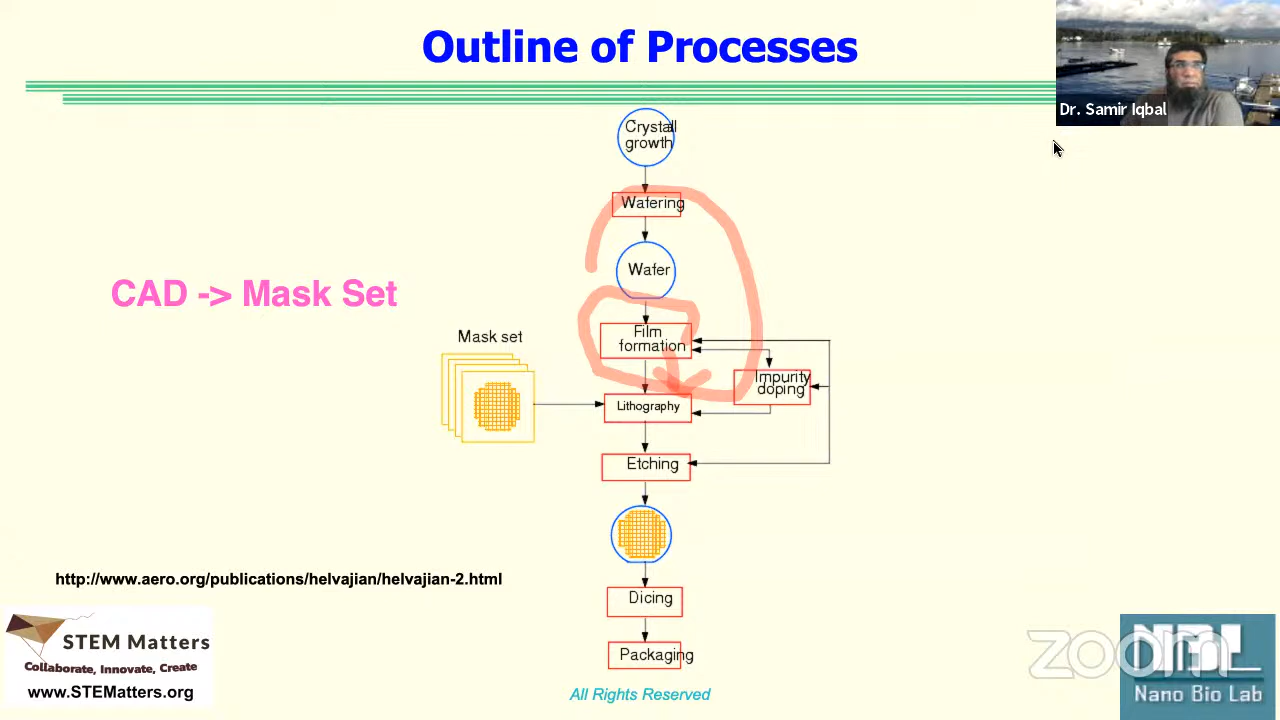 Outline of Processes
Dr. Samir Iqbal
Crystall
growth
Wafering
Wafer
CAD -> Mask Set
Mask set
Film
formation
Impurity
doping
Lithography
Etching
http://www.aero.org/publications/helvajian/helvajian-2.html
Dicing
STEM Matters
Collaborate, Innovate, Create
www.STEMatters.org
Packaging
All Rights Reserved
zoom
NBL
Nano Bio Lab